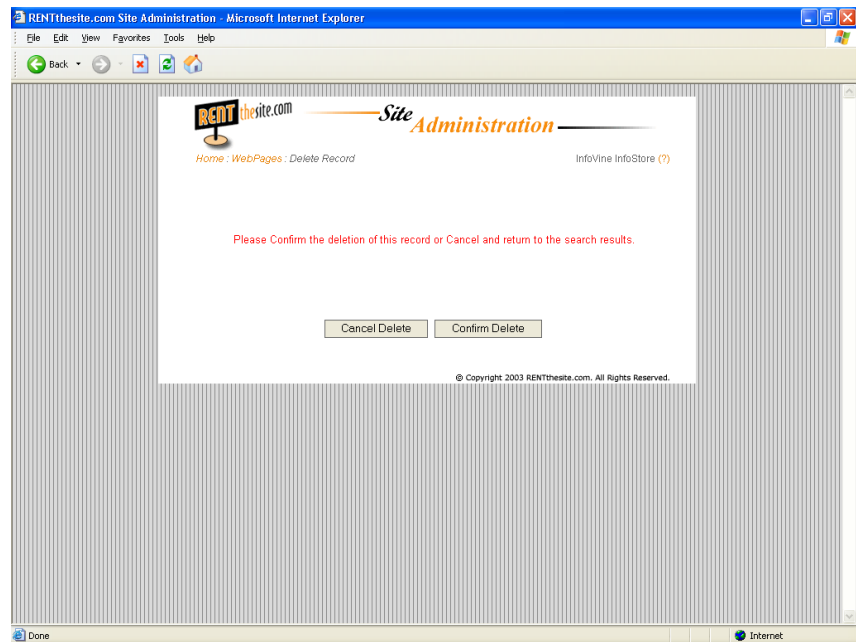 RENTthesite.com Site Administration - Microsoft Internet Explorer
File Edit View Favorites Tools Help
Back
RENT thesite.com
Site
Administration
Home : WebPages : Delete Record
InfoVine InfoStore (?)
Please Confirm the deletion of this record or Cancel and return to the search results.
Cancel Delete
Confirm Delete
© Copyright 2003 RENTthesite.com. All Rights Reserved.
Done
Internet